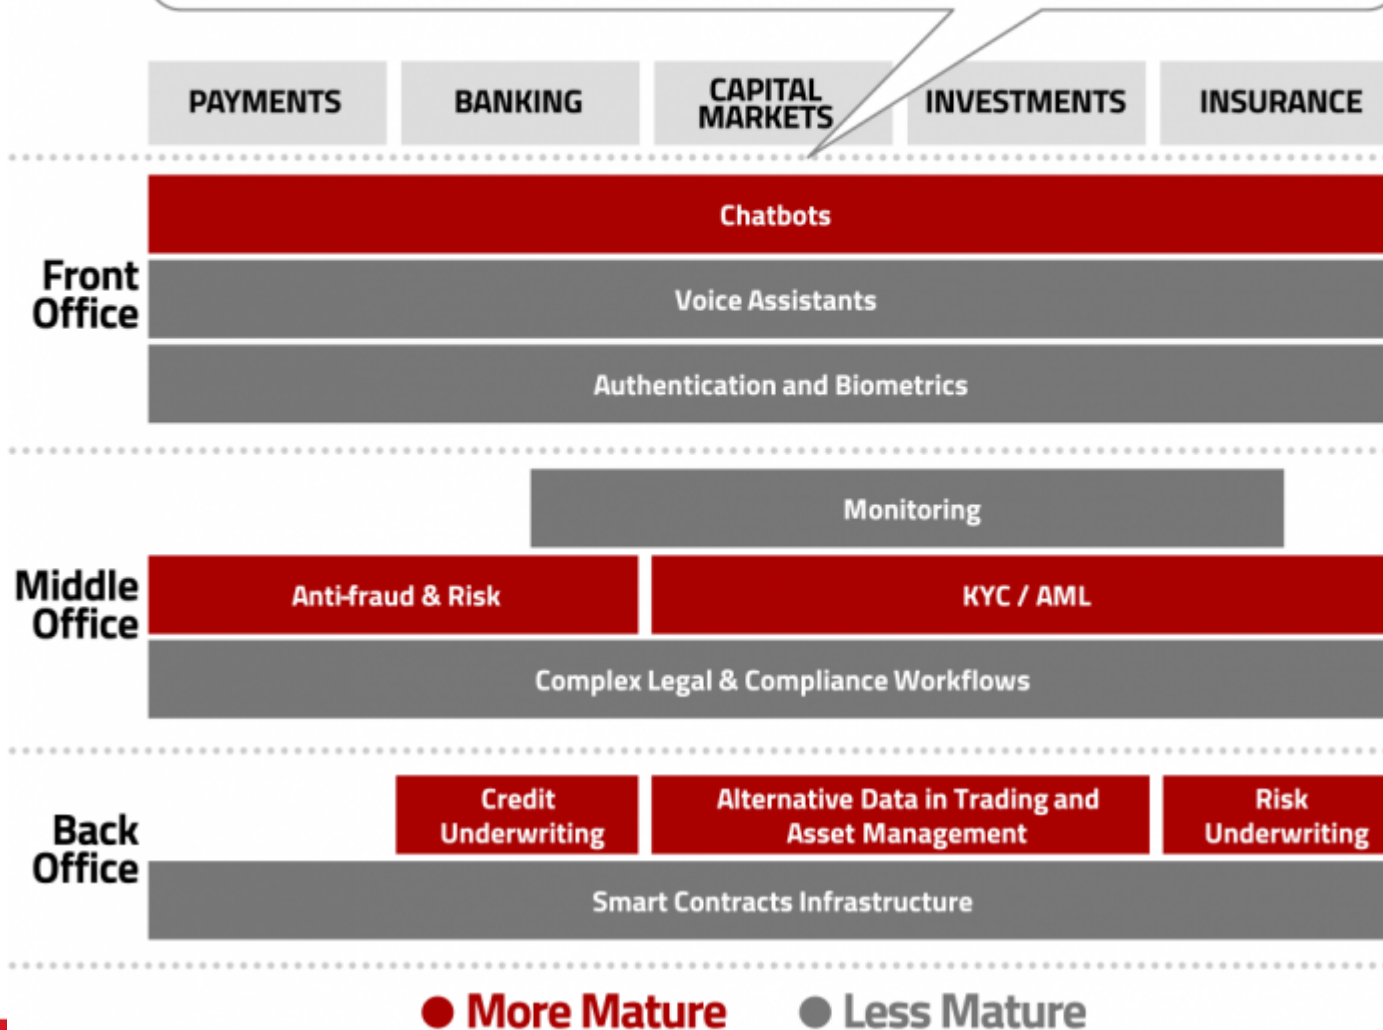 PAYMENTS
BANKING
CAPITAL
MARKETS
INVESTMENTS
INSURANCE
Front
Office
Chatbots
Voice Assistants
Authentication and Biometrics
Middle
Office
Monitoring
Anti-fraud & Risk
KYC / AML
Complex Legal & Compliance Workflows
Back
Office
Credit
Underwriting
Alternative Data in Trading and
Asset Management
Risk
Underwriting
Smart Contracts Infrastructure
More Mature
Less Mature